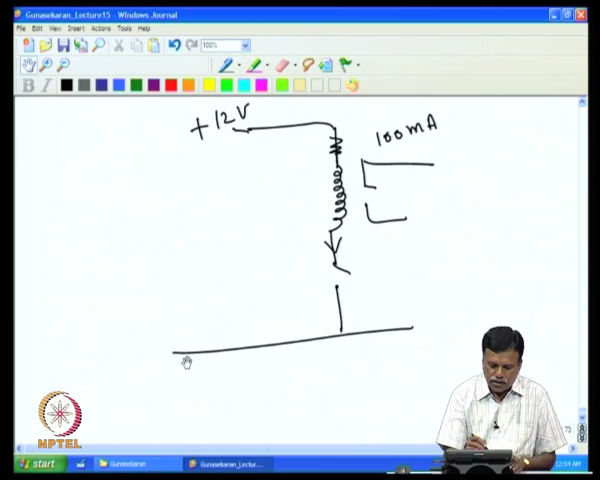 Gunasekaran_Lecture15 - Windows Journal
File Edit View Insert Actions Tools Help
100%
B I
+12V
100mA
73
NPTEL
start
Gunasekaran
Gunasekaran_Lectur...
12:54 AM